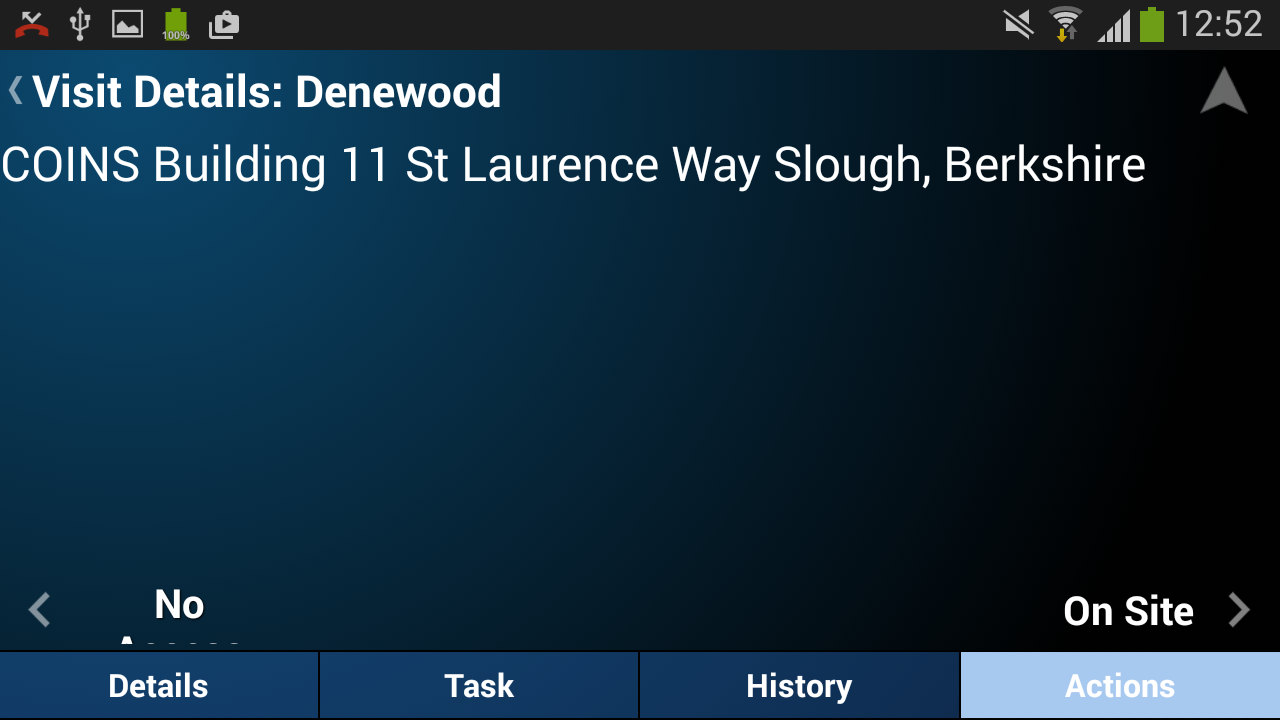 100%
12:52
Visit Details: Denewood
COINS Building 11 St Laurence Way Slough, Berkshire
No
On Site
Details
Task
History
Actions